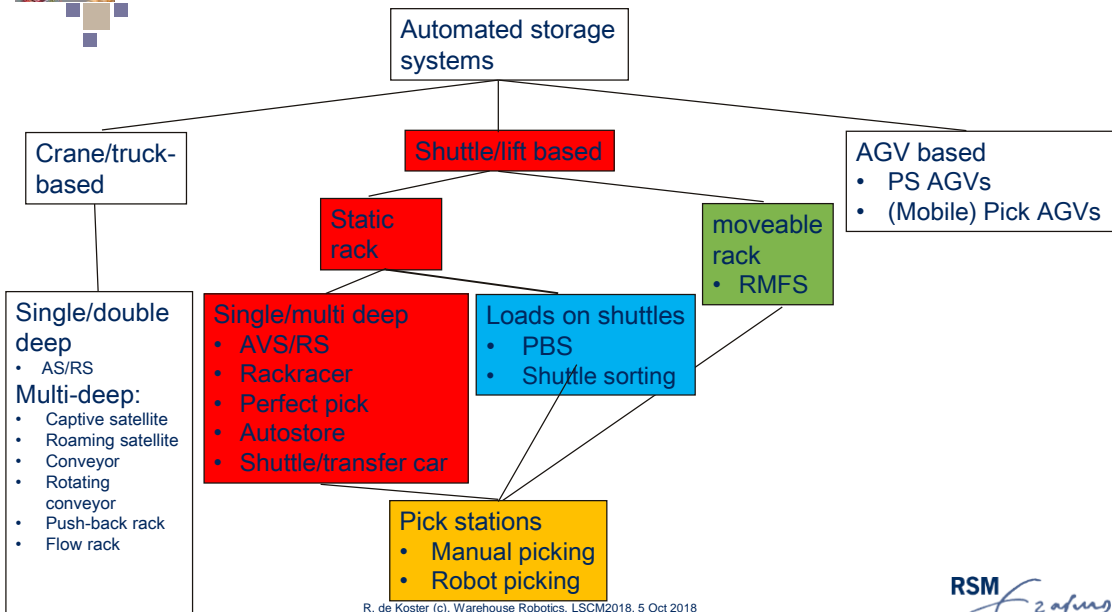 Automated storage
systems
Crane/truck-
based
Shuttle/lift based
AGV based
• PS AGVs
• (Mobile) Pick AGVs
Static
rack
moveable
rack
• RMFS
Single/double
deep
• AS/RS
Multi-deep:
• Captive satellite
• Roaming satellite
• Conveyor
• Rotating
conveyor
• Push-back rack
• Flow rack
Single/multi deep
• AVS/RS
• Rackracer
• Perfect pick
• Autostore
• Shuttle/transfer car
Loads on shuttles
• PBS
• Shuttle sorting
Pick stations
• Manual picking
• Robot picking
R. de Koster (c), Warehouse Robotics, LSCM2018, 5 Oct 2018
RSM